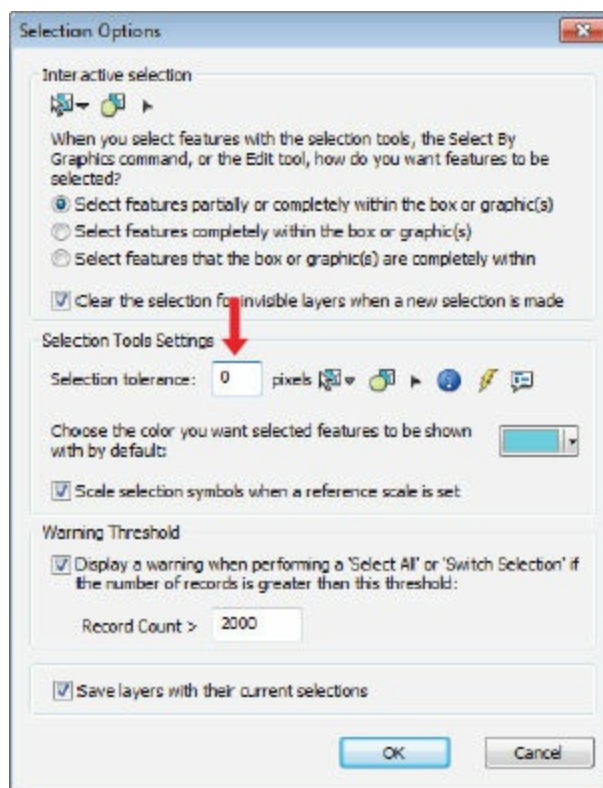 Selection Options
Interactive selection
When you select features with the selection tools, the Select By
Graphics command, or the Edit tool, how do you want features to be
selected?
Select features partially or completely within the box or graphic(s)
Select features completely within the box or graphic(s)
Select features that the box or graphic(s) are completely within
Clear the selection for invisible layers when a new selection is made
Selection Tools Settings
Selection tolerance: 0 pixels
Choose the color you want selected features to be shown
with by default:
Scale selection symbols when a reference scale is set
Warning Threshold
Display a warning when performing a 'Select All' or 'Switch Selection' if
the number of records is greater than this threshold:
Record Count > 2000
Save layers with their current selections
OK Cancel